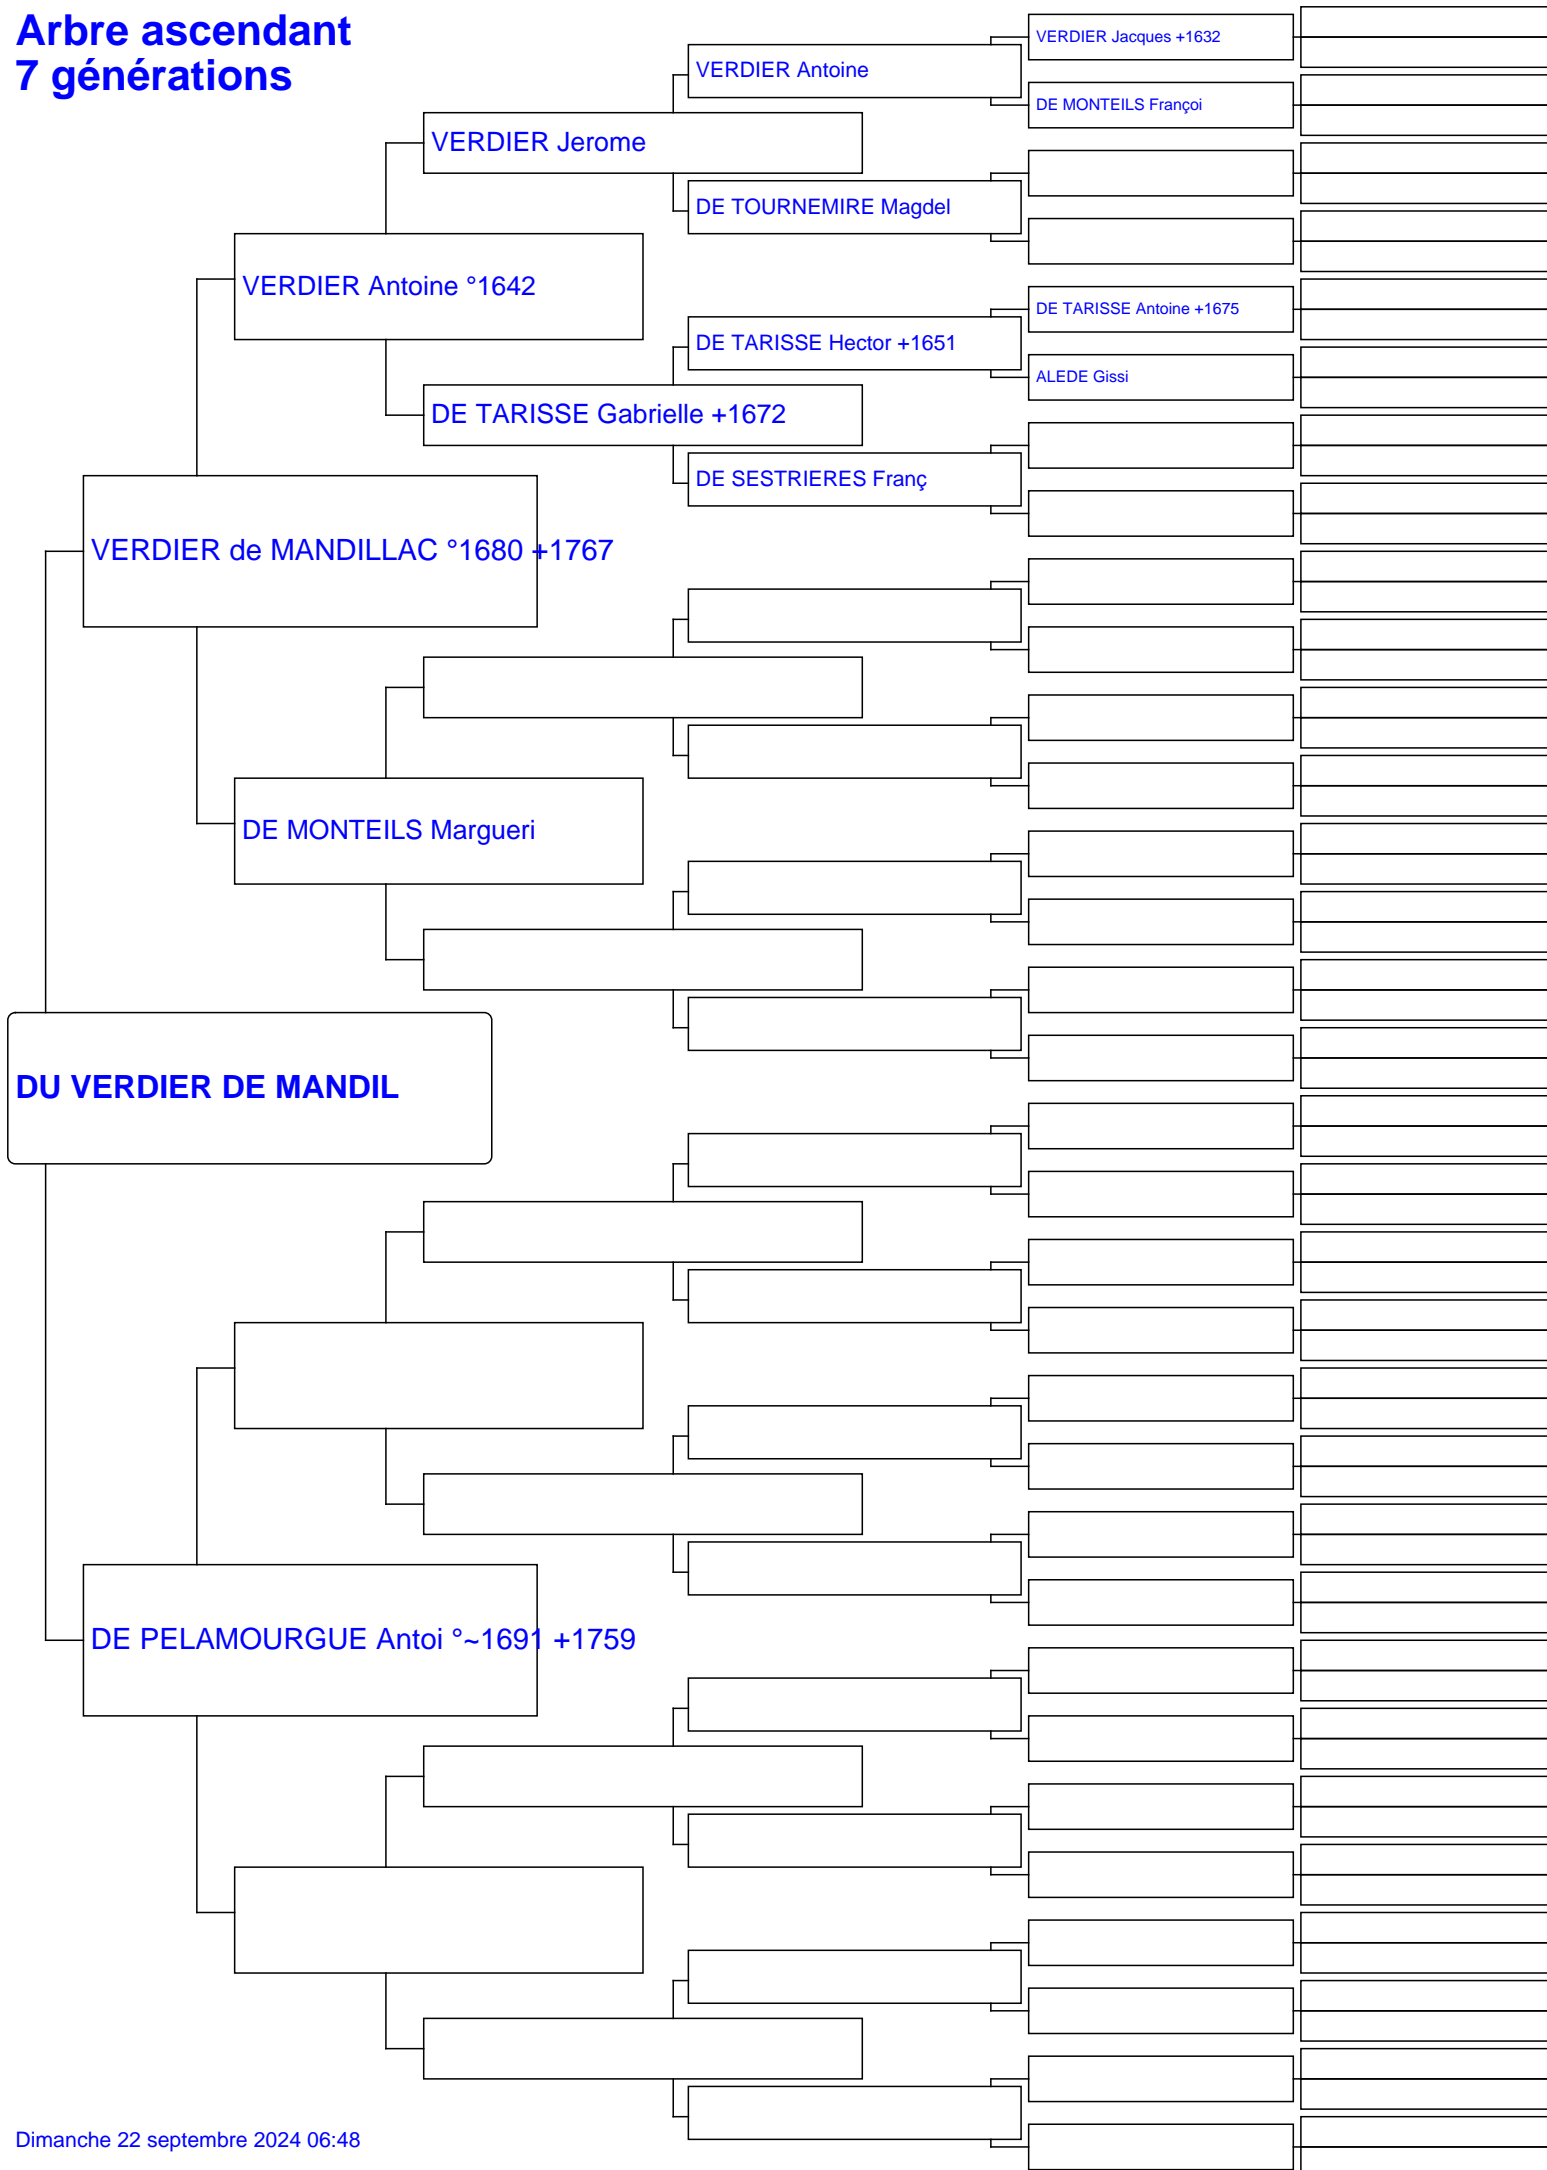 Arbre ascendant
7 générations
VERDIER Jacques +1632
VERDIER Antoine
DE MONTEILS Françoi
VERDIER Jerome
DE TOURNEMIRE Magdel
VERDIER Antoine °1642
DE TARISSE Antoine +1675
DE TARISSE Hector +1651
ALEDE Gissi
DE TARISSE Gabrielle +1672
DE SESTRIERES Franç
VERDIER de MANDILLAC °1680 +1767
DE MONTEILS Margueri
DU VERDIER DE MANDIL
DE PELAMOURGUE Antoi °~1691 +1759
Dimanche 22 septembre 2024 06:48